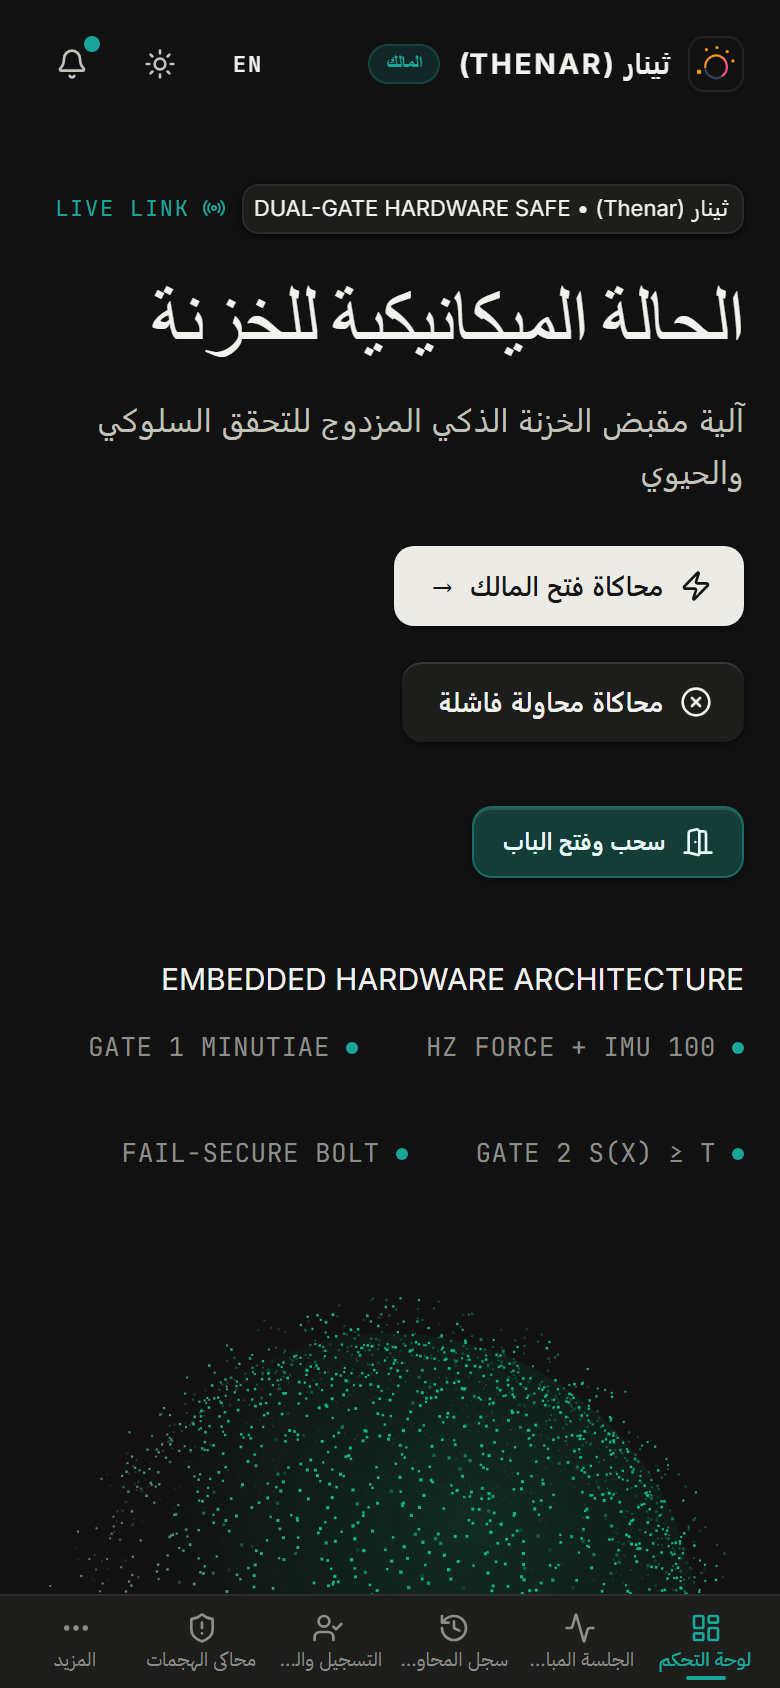 ثينار (THENAR) المالك EN
ثينار (Thenar) • DUAL-GATE HARDWARE SAFE LIVE LINK
الحالة الميكانيكية للخزنة
آلية مقبض الخزنة الذكي المزدوج للتحقق السلوكي
والحيوي
محاكاة فتح المالك →
محاكاة محاولة فاشلة
سحب وفتح الباب
EMBEDDED HARDWARE ARCHITECTURE
HZ FORCE + IMU 100 GATE 1 MINUTIAE
GATE 2 S(X) ≥ T FAIL-SECURE BOLT
لوحة التحكم الجلسة المبا... سجل المحاو... التسجيل والـ... محاكي الهجمات المزيد